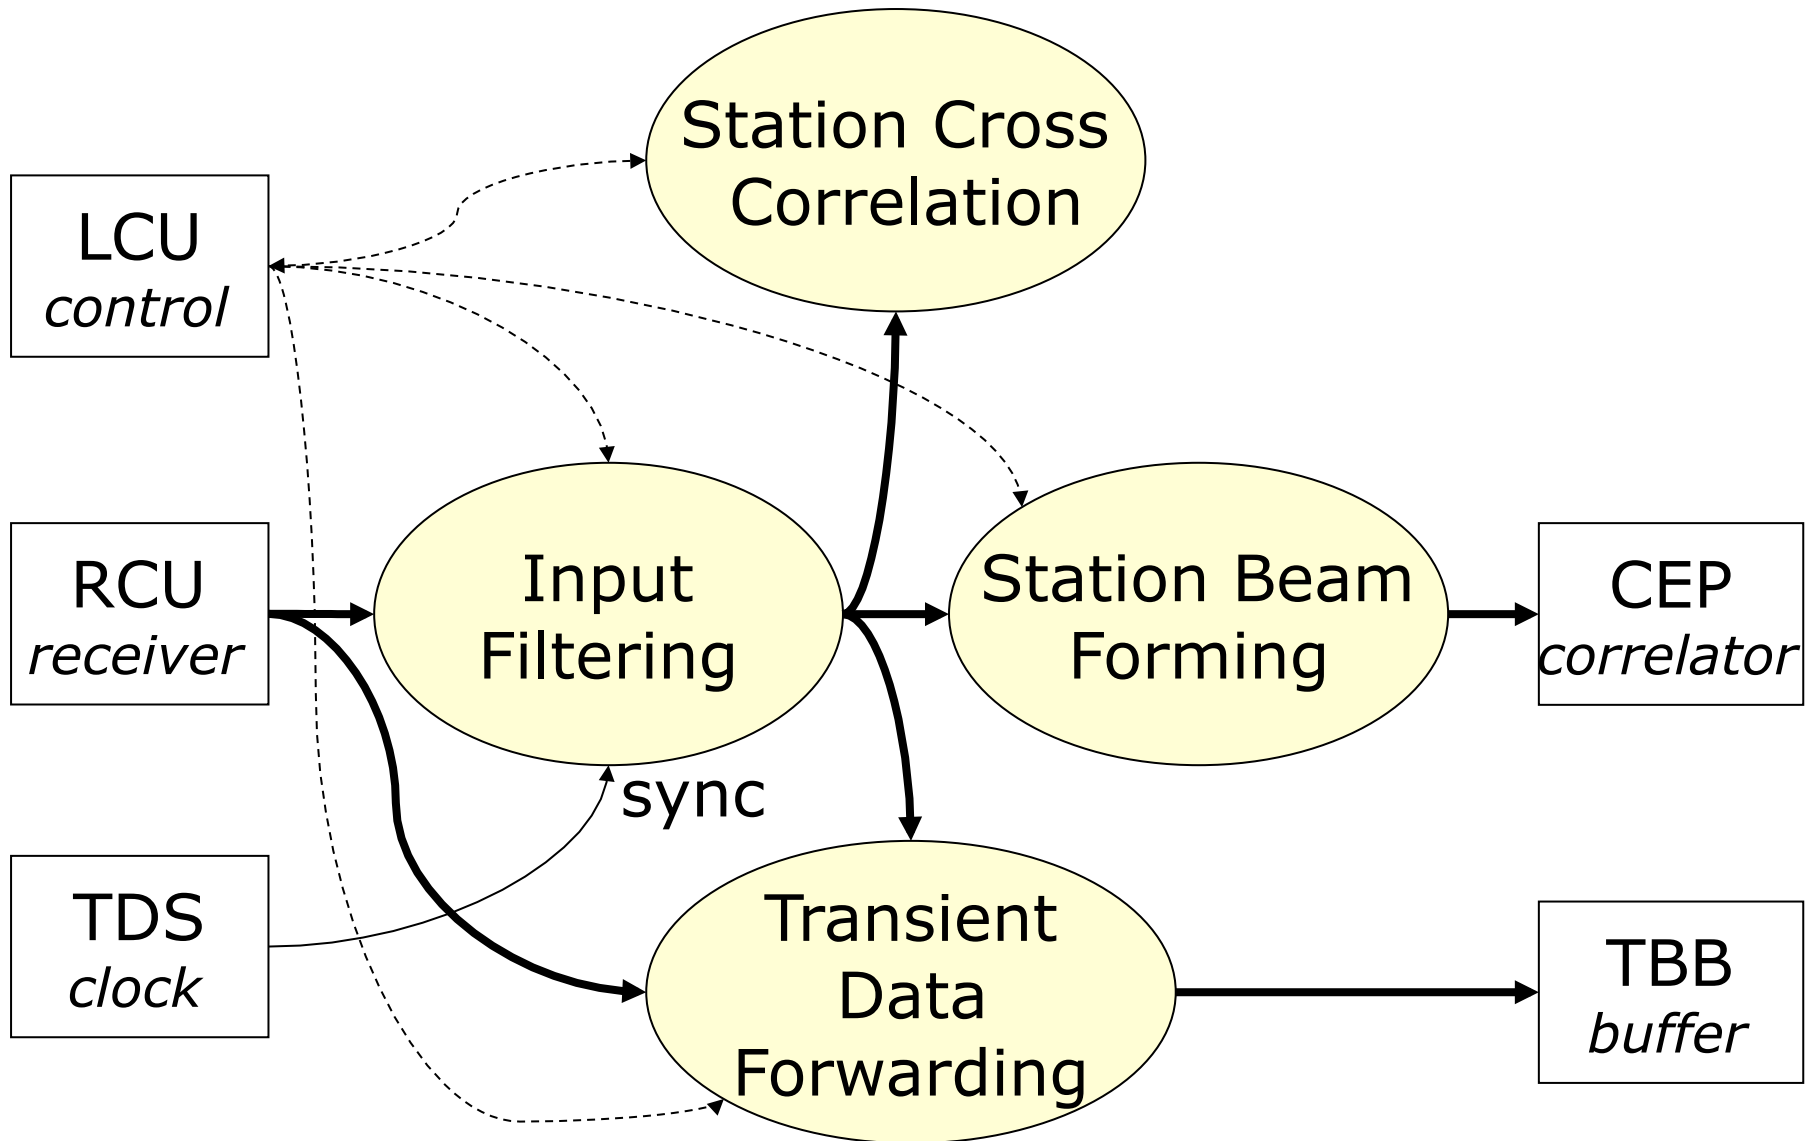 Station Cross
Correlation
LCU
control
RCU
receiver
Input
Filtering
Station Beam
Forming
CEP
correlator
sync
TDS
clock
Transient
Data
Forwarding
TBB
buffer